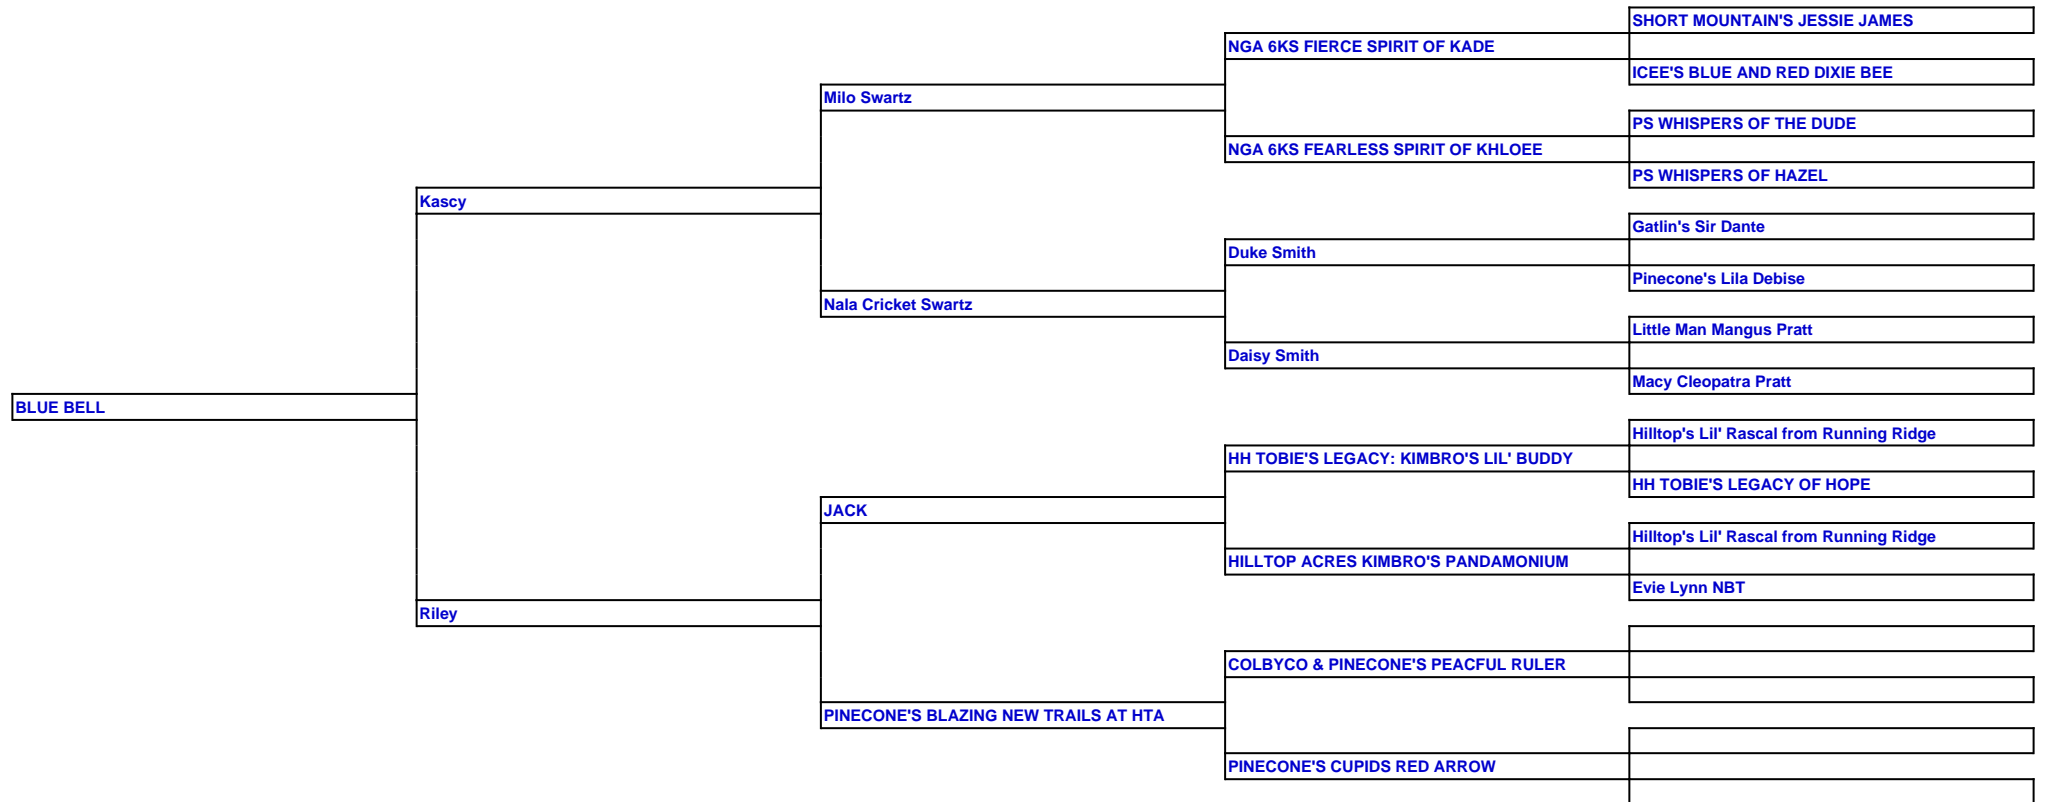 SHORT MOUNTAIN'S JESSIE JAMES
NGA 6KS FIERCE SPIRIT OF KADE
ICEE'S BLUE AND RED DIXIE BEE
Milo Swartz
PS WHISPERS OF THE DUDE
NGA 6KS FEARLESS SPIRIT OF KHLOEE
PS WHISPERS OF HAZEL
Kascy
Gatlin's Sir Dante
Duke Smith
Pinecone's Lila Debise
Nala Cricket Swartz
Little Man Mangus Pratt
Daisy Smith
Macy Cleopatra Pratt
BLUE BELL
Hilltop's Lil' Rascal from Running Ridge
HH TOBIE'S LEGACY: KIMBRO'S LIL' BUDDY
HH TOBIE'S LEGACY OF HOPE
JACK
Hilltop's Lil' Rascal from Running Ridge
HILLTOP ACRES KIMBRO'S PANDAMONIUM
Evie Lynn NBT
Riley
COLBYCO & PINECONE'S PEACFUL RULER
PINECONE'S BLAZING NEW TRAILS AT HTA
PINECONE'S CUPIDS RED ARROW